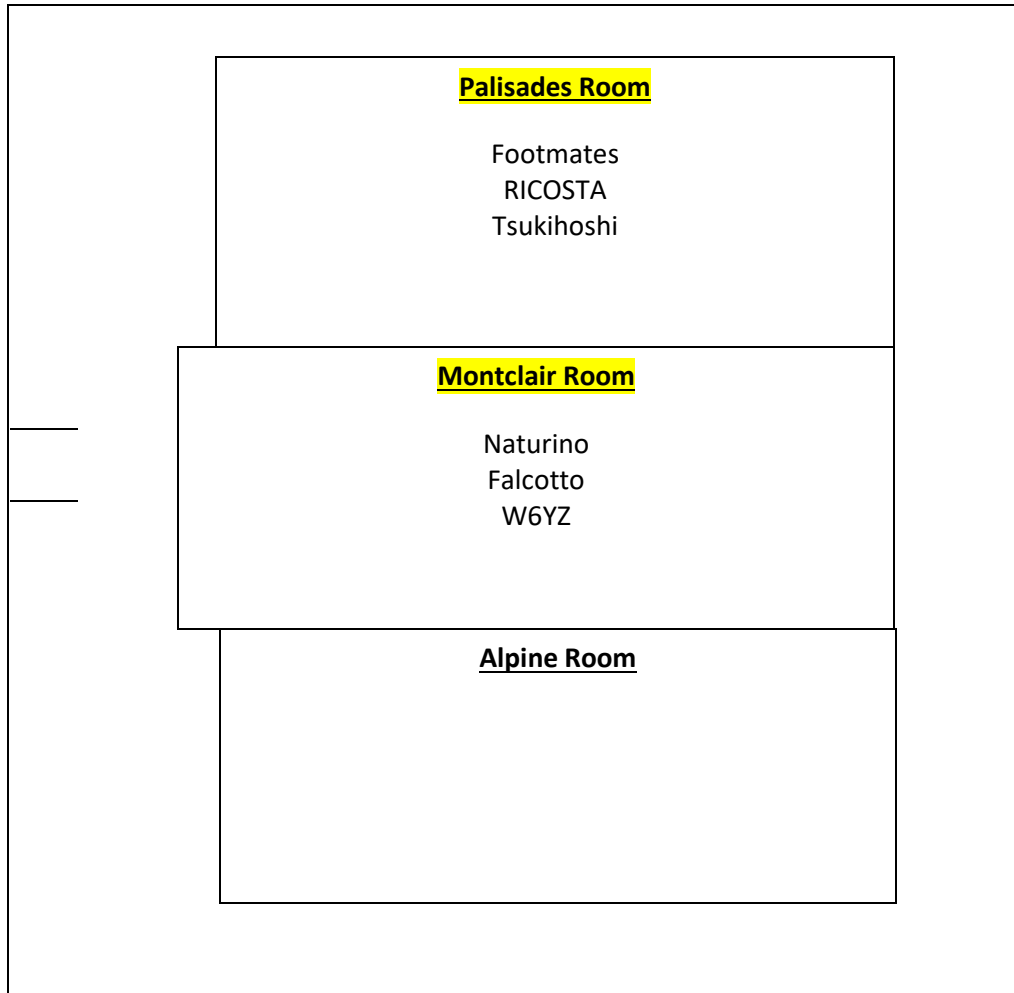 Palisades Room
Footmates
RICOSTA
Tsukihoshi
Montclair Room
Naturino
Falcotto
W6YZ
Alpine Room